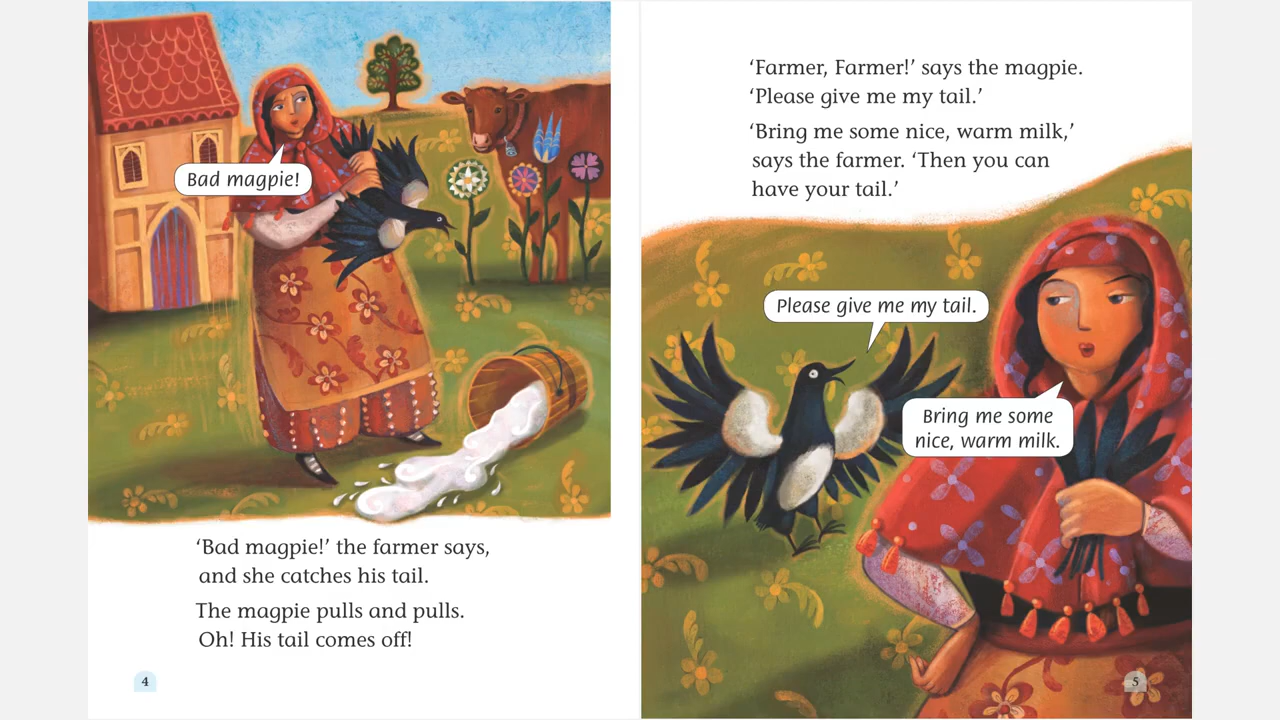 Bad magpie!
‘Bad magpie!’ the farmer says,
and she catches his tail.
The magpie pulls and pulls.
Oh! His tail comes off!
4
‘Farmer, Farmer!’ says the magpie.
‘Please give me my tail.’
‘Bring me some nice, warm milk,’
says the farmer. ‘Then you can
have your tail.’
Please give me my tail.
Bring me some
nice, warm milk.
5